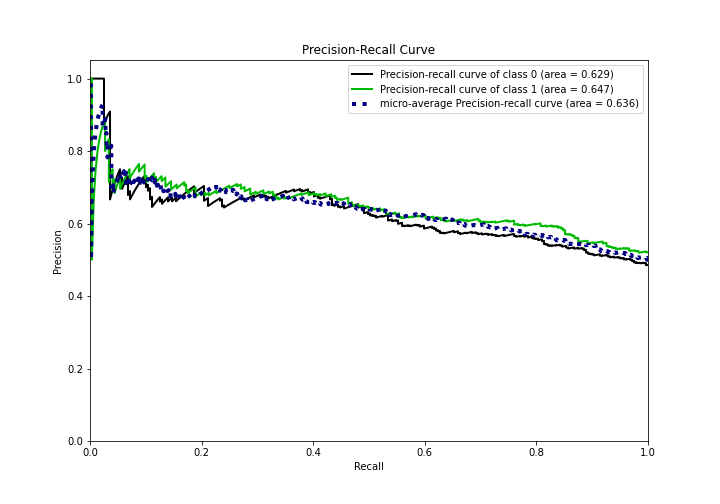 Precision-Recall Curve
Precision-recall curve of class 0 (area = 0.629)
Precision-recall curve of class 1 (area = 0.647)
micro-average Precision-recall curve (area = 0.636)
1.0
0.8
0.6
0.4
0.2
0.0
Precision
0.0 0.2 0.4 0.6 0.8 1.0
Recall